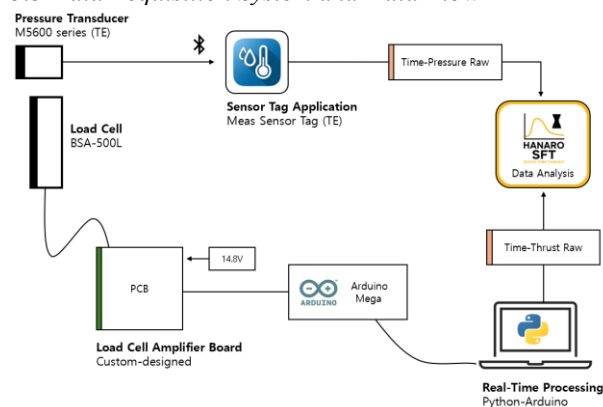 Pressure Transducer
M5600 series (TE)
Time-Pressure Raw
Sensor Tag Application
Meas Sensor Tag (TE)
Load Cell
BSA-500L
HANARO
SFT
Data Analysis
Time-Thrust Raw
14.8V
PCB
ARDUINO
Arduino
Mega
Load Cell Amplifier Board
Custom-designed
Real-Time Processing
Python-Arduino